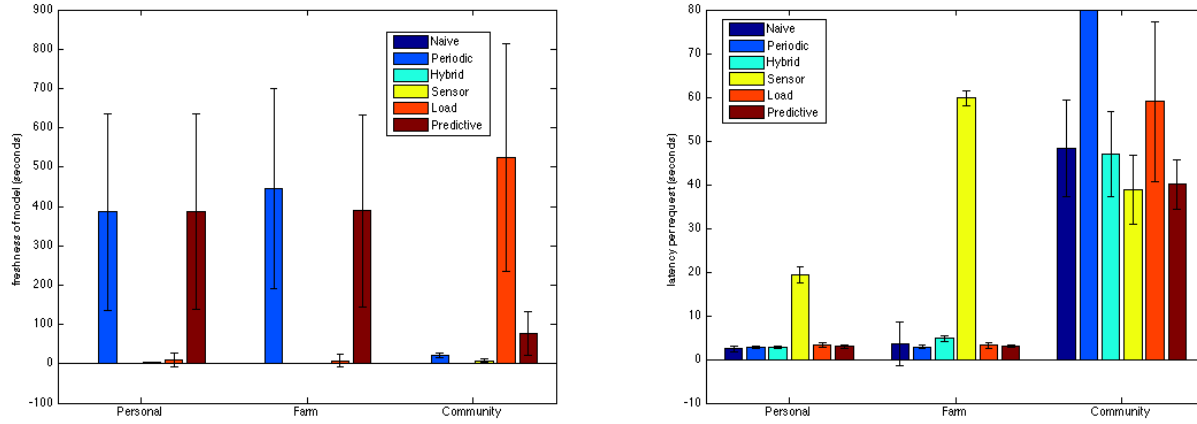 900
800
700
600
500
400
300
200
100
0
-100
freshness of model (seconds)
Naive
Periodic
Hybrid
Sensor
Load
Predictive
Personal
Farm
Community
80
70
60
50
40
30
20
10
0
-10
latency per request (seconds)
Naive
Periodic
Hybrid
Sensor
Load
Predictive
Personal
Farm
Community